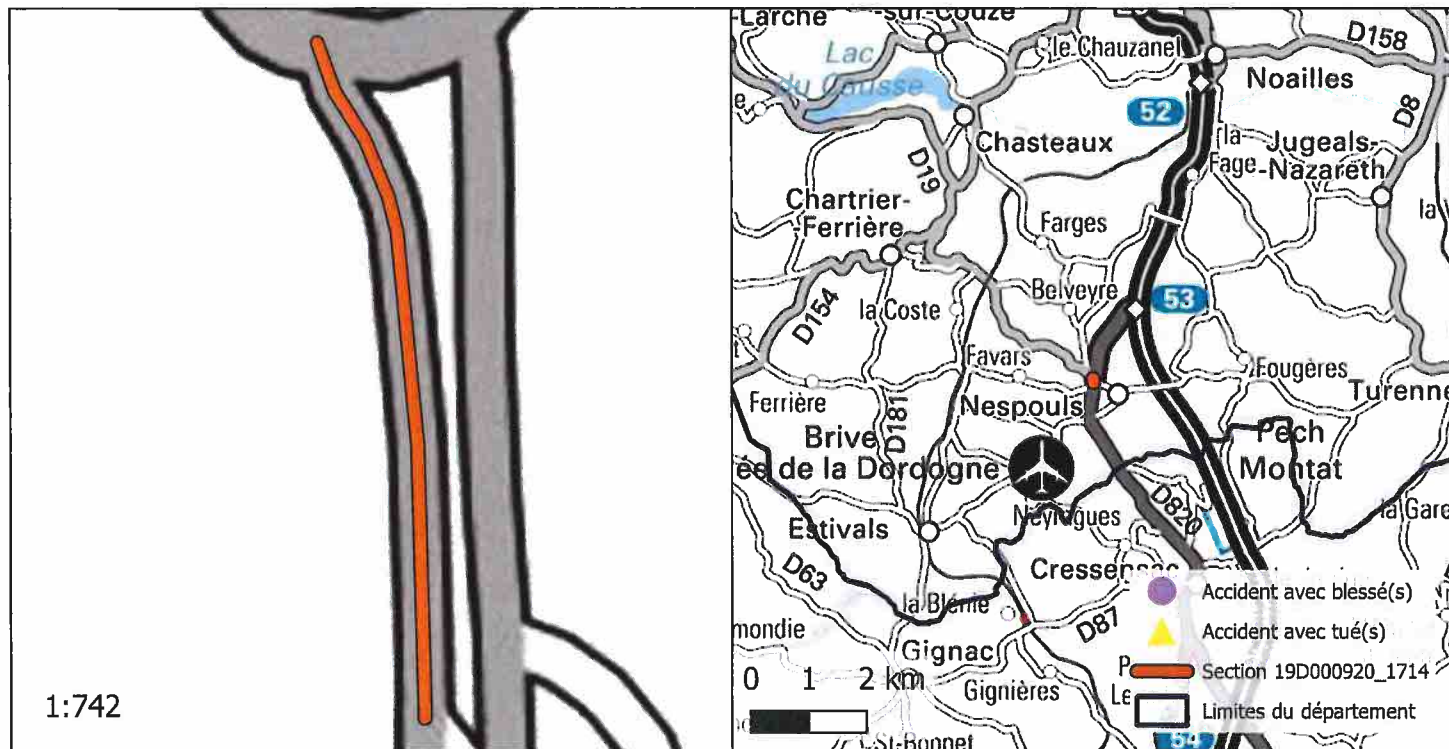 1:742
-Larche
-sur-Couze
le Chauzanel
D158
Lac
du Causse
Noailles
52
D8
Chasteaux
la
Fage
Jugeals-
-Nazareth
D19
Chartrier-
-Ferrière
Farges
Belveyre
53
la Coste
D154
Favars
Fougères
Turenne
Ferrière
Nespouls
D181
Brive
ée de la Dordogne
Pech
Montat
D820
Neyragues
la Gare
Estivals
Cressensac
D63
la Blénie
D87
mondie
Gignac
Gignières
St-Bonnet
54
0 1 2 km
Accident avec blessé(s)
Accident avec tué(s)
Section 19D000920_1714
Limites du département